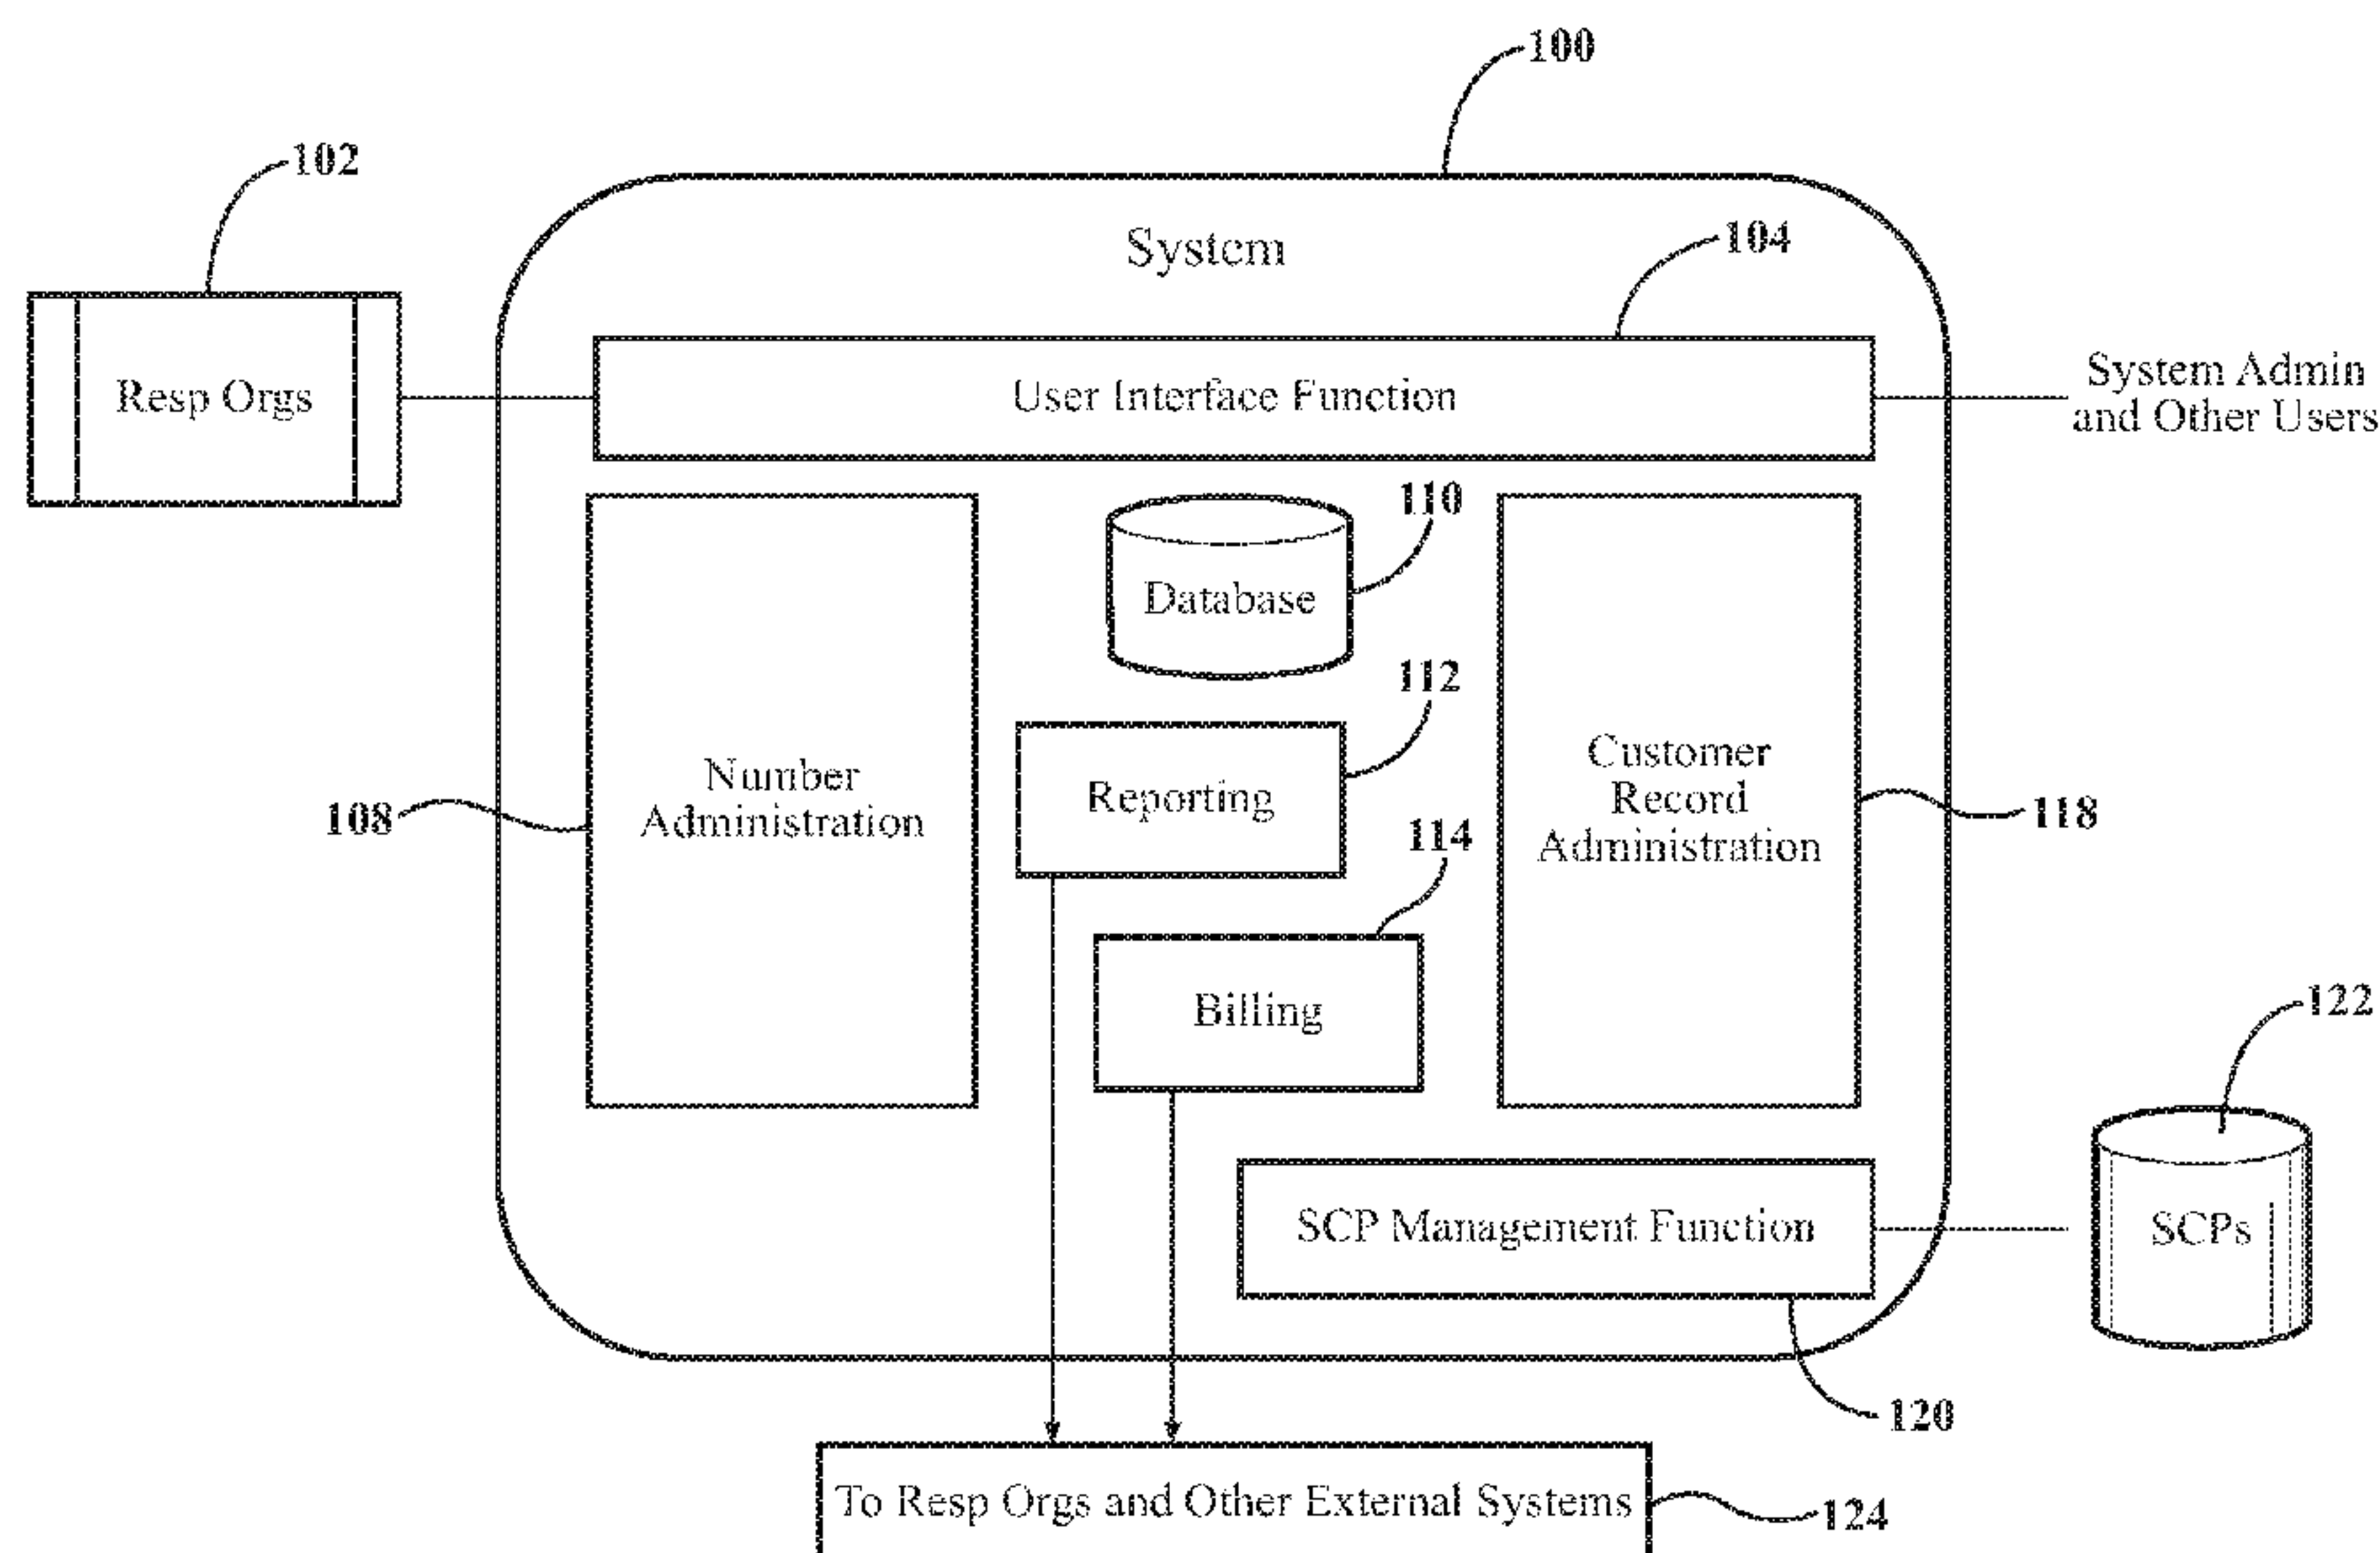 100
102
System
104
Resp Orgs
User Interface Function
System Admin
and Other Users
110
Database
112
Number
Administration
108
Reporting
Customer
Record
Administration
118
114
Billing
122
SCP Management Function
SCPs
120
To Resp Orgs and Other External Systems
124